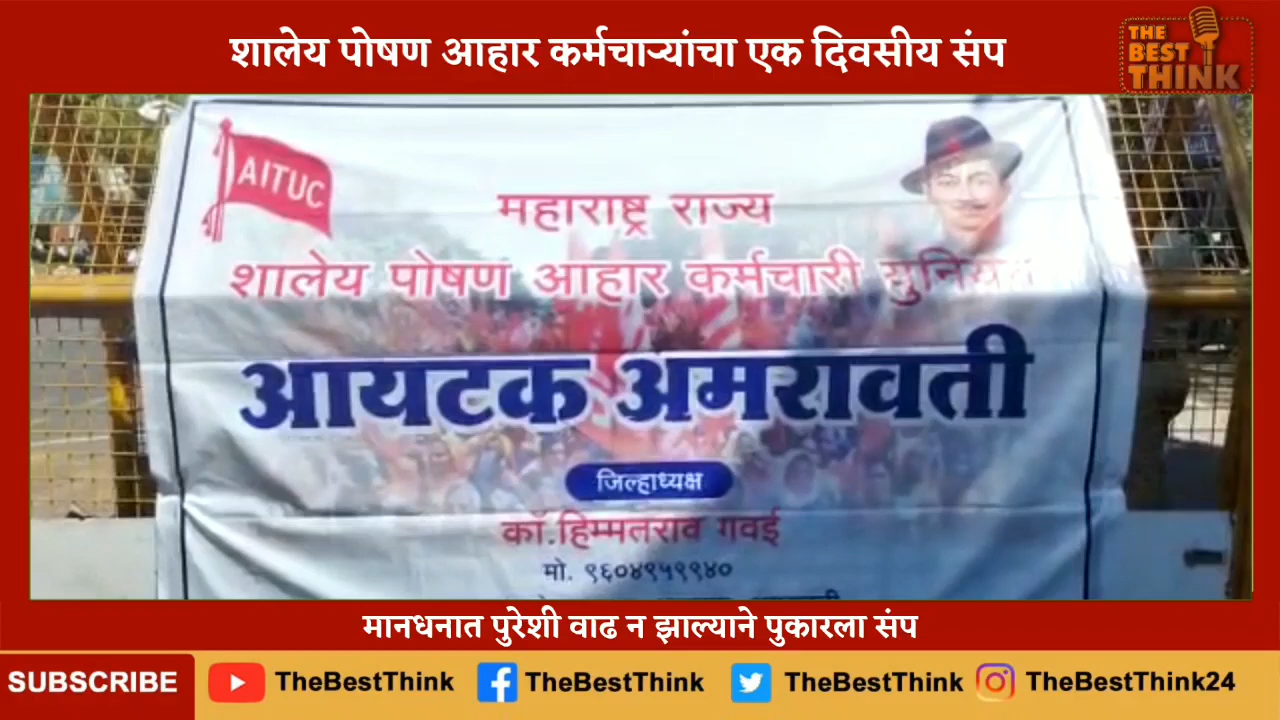 शालेय पोषण आहार कर्मचाऱ्यांचा एक दिवसीय संप
THE
BEST
THINK
AITUC
महाराष्ट्र राज्य
शालेय पोषण आहार कर्मचारी युनियन
आयटक अमरावती
जिल्हाध्यक्ष
कॉ.हिम्मतराव गवई
मो. ९६०४९५९९४०
मानधनात पुरेशी वाढ न झाल्याने पुकारला संप
SUBSCRIBE TheBestThink TheBestThink TheBestThink TheBestThink24